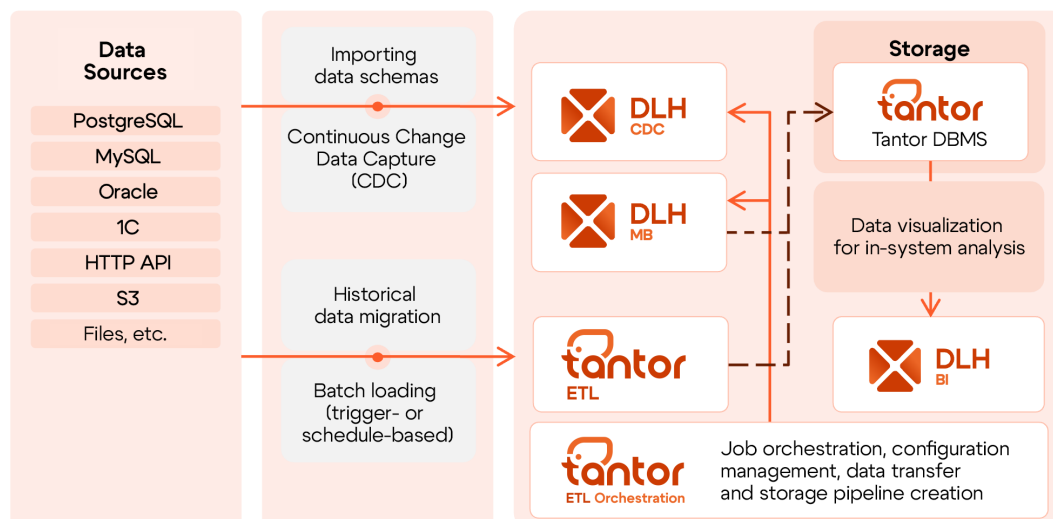 Data
Sources
PostgreSQL
MySQL
Oracle
1C
HTTP API
S3
Files, etc.
Importing
data schemas
Continuous Change
Data Capture
(CDC)
Historical
data migration
Batch loading
(trigger- or
schedule-based)
DLH
CDC
DLH
MB
tantor
ETL
tantor
ETL Orchestration
Job orchestration, configuration
management, data transfer
and storage pipeline creation
Storage
tantor
Tantor DBMS
Data visualization
for in-system analysis
DLH
BI